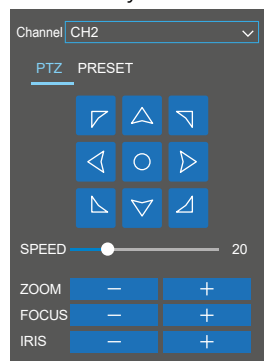 Channel CH2
PTZ PRESET
SPEED 20
ZOOM − +
FOCUS − +
IRIS − +